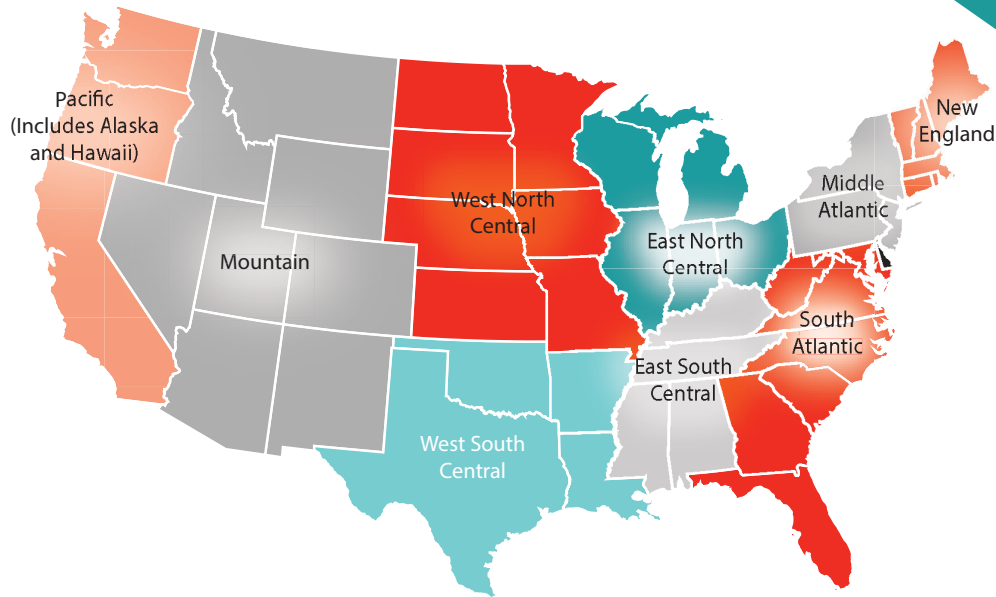 Pacific
(Includes Alaska
and Hawaii)
Mountain
West North
Central
West South
Central
East North
Central
East South
Central
South
Atlantic
Middle
Atlantic
New
England